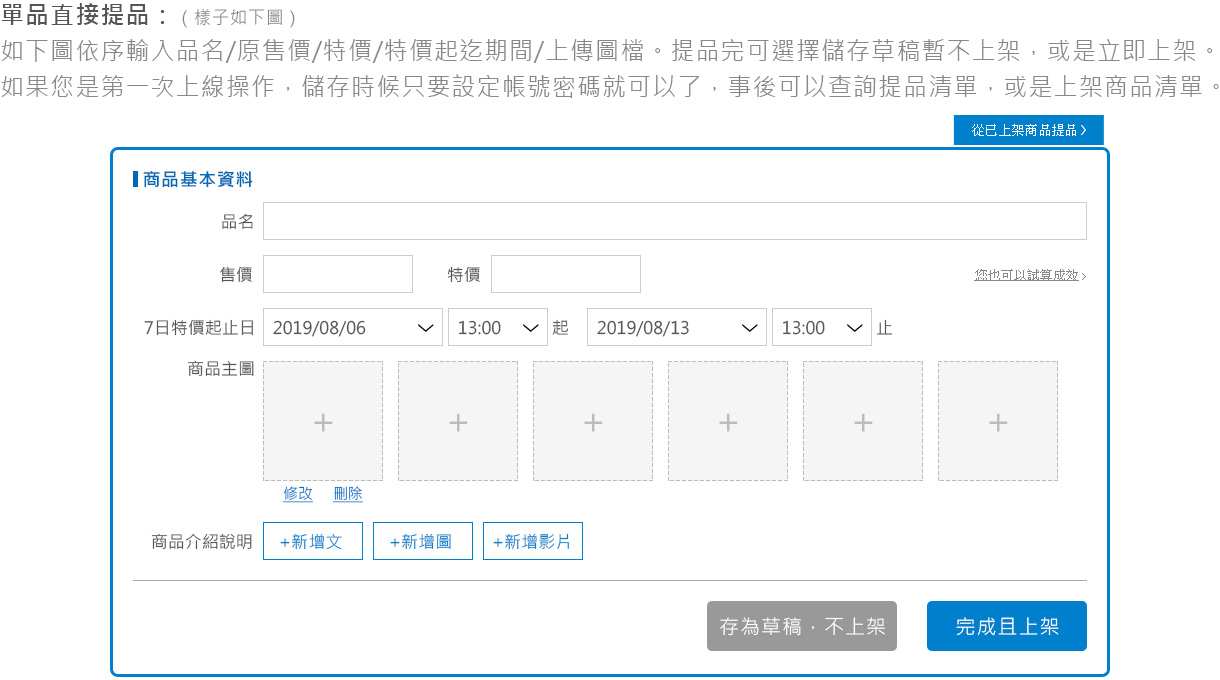 單品直接提品：（樣子如下圖）
如下圖依序輸入品名/原售價/特價/特價起迄期間/上傳圖檔。提品完可選擇儲存草稿暫不上架，或是立即上架。
如果您是第一次上線操作，儲存時候只要設定帳號密碼就可以了，事後可以查詢提品清單，或是上架商品清單。
從已上架商品提品 >
商品基本資料
品名
售價 特價 您也可以試算成效 >
7日特價起止日 2019/08/06 13:00 起 2019/08/13 13:00 止
商品主圖 + + + + + +
修改 刪除
商品介紹說明 +新增文 +新增圖 +新增影片
存為草稿，不上架 完成且上架